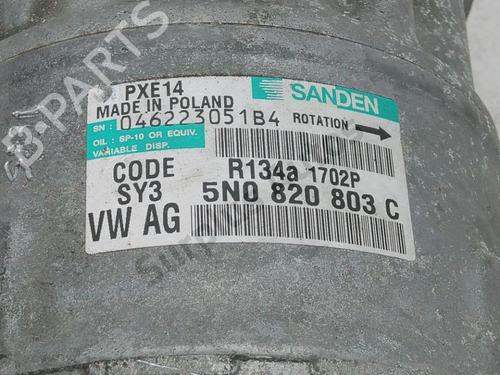 PXE14
SANDEN
MADE IN POLAND
SN : 046223051B4 ROTATION
OIL : SP-10 OR EQUIV.
VARIABLE DISP.
CODE R134a 1702P
SY3 5N0 820 803 C
VW AG
B-PARTS